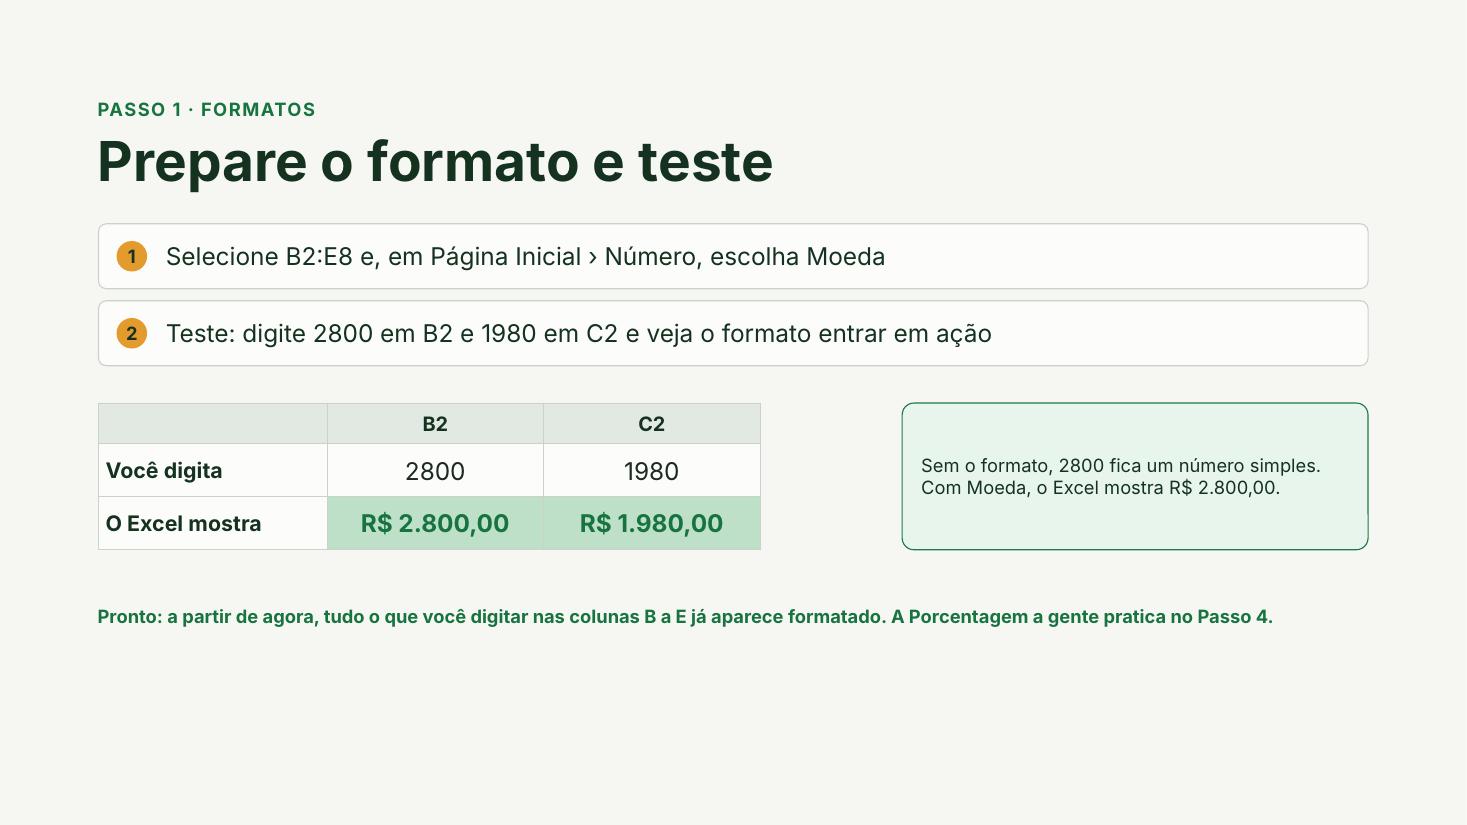 PASSO 1 · FORMATOS
Prepare o formato e teste
1 Selecione B2:E8 e, em Página Inicial › Número, escolha Moeda
2 Teste: digite 2800 em B2 e 1980 em C2 e veja o formato entrar em ação
B2 C2
Você digita 2800 1980
O Excel mostra R$ 2.800,00 R$ 1.980,00
Sem o formato, 2800 fica um número simples.
Com Moeda, o Excel mostra R$ 2.800,00.
Pronto: a partir de agora, tudo o que você digitar nas colunas B a E já aparece formatado. A Porcentagem a gente pratica no Passo 4.